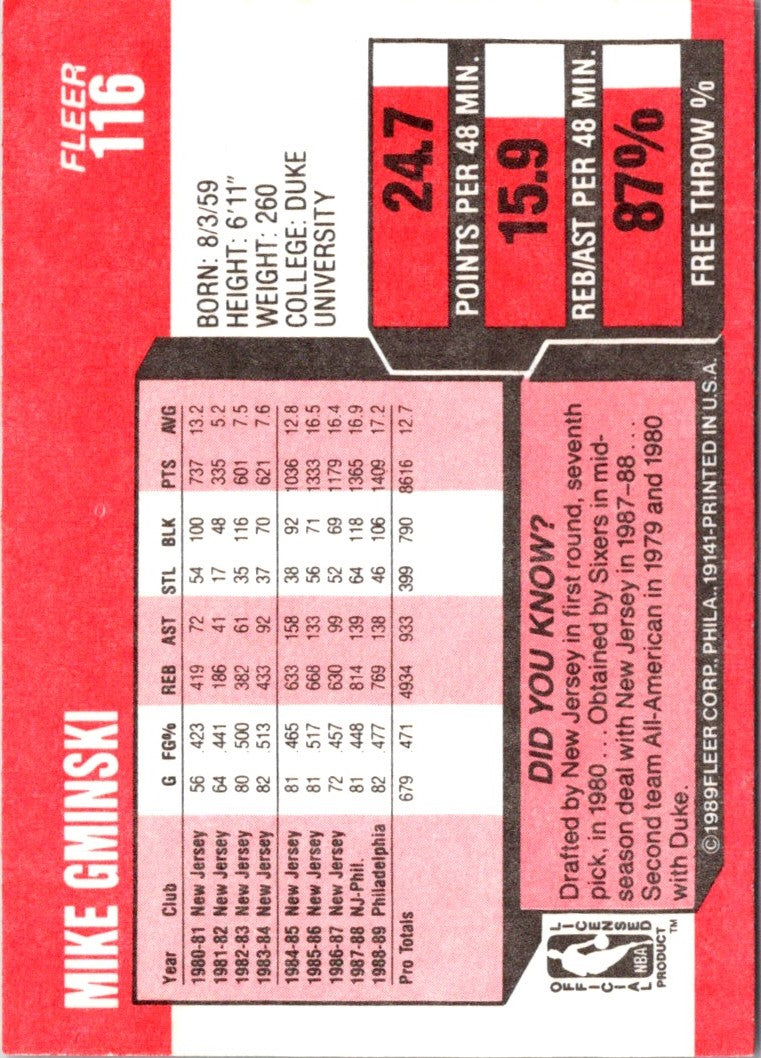 MIKE GMINSKI
FLEER
116
Year Club G FG% REB AST STL BLK PTS AVG
1980-81 New Jersey 56 .423 419 72 54 100 737 13.2
1981-82 New Jersey 64 .441 186 41 17 48 335 5.2
1982-83 New Jersey 80 .500 382 61 35 116 601 7.5
1983-84 New Jersey 82 .513 433 92 37 70 621 7.6
1984-85 New Jersey 81 .465 633 158 38 92 1036 12.8
1985-86 New Jersey 81 .517 668 133 56 71 1333 16.5
1986-87 New Jersey 72 .457 630 99 52 69 1179 16.4
1987-88 NJ-Phil. 81 .448 814 139 64 118 1365 16.9
1988-89 Philadelphia 82 .477 769 138 46 106 1409 17.2
Pro Totals 679 .471 4934 933 399 790 8616 12.7
BORN: 8/3/59
HEIGHT: 6'11"
WEIGHT: 260
COLLEGE: DUKE
UNIVERSITY
24.7
POINTS PER 48 MIN.
15.9
REB/AST PER 48 MIN.
87%
FREE THROW %
DID YOU KNOW?
Drafted by New Jersey in first round, seventh
pick, in 1980 ... Obtained by Sixers in mid-
season deal with New Jersey in 1987–88 ...
Second team All-American in 1979 and 1980
with Duke.
OFFICIAL LICENSED
NBA
PRODUCT™
©1989 FLEER CORP., PHILA., 19141-PRINTED IN U.S.A.